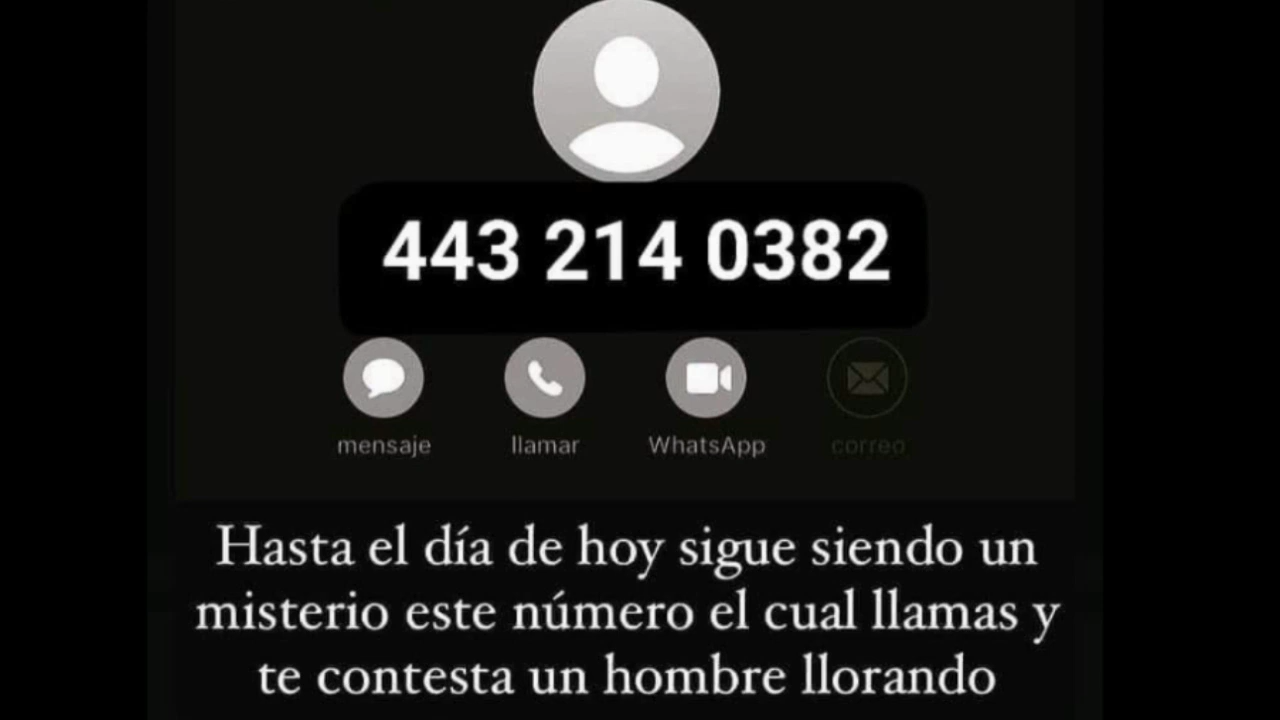 443 214 0382
mensaje llamar WhatsApp correo
Hasta el día de hoy sigue siendo un
misterio este número el cual llamas y
te contesta un hombre llorando